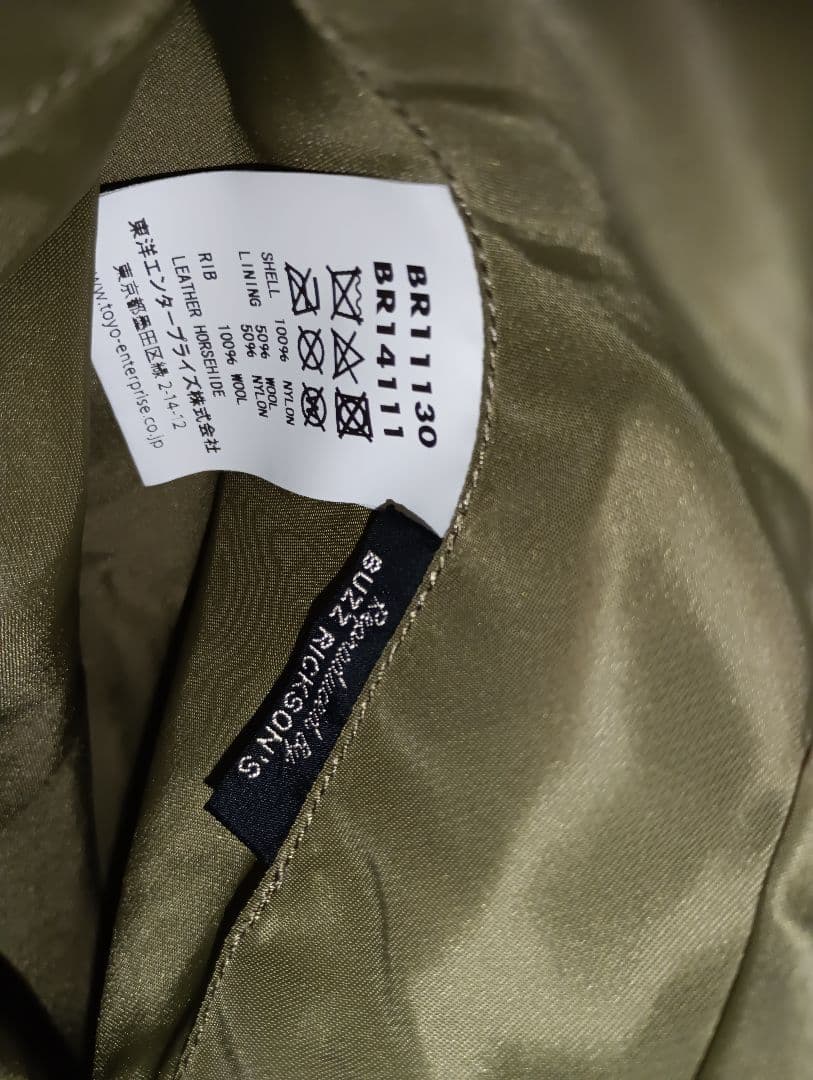 BR11130
BR14111
SHELL 100% NYLON
LINING 50% WOOL
50% NYLON
RIB 100% WOOL
LEATHER HORSEHIDE
東洋エンタープライズ株式会社
東京都墨田区緑 2-14-12
www.toyo-enterprise.co.jp
Reproduced By
BUZZ RICKSON'S